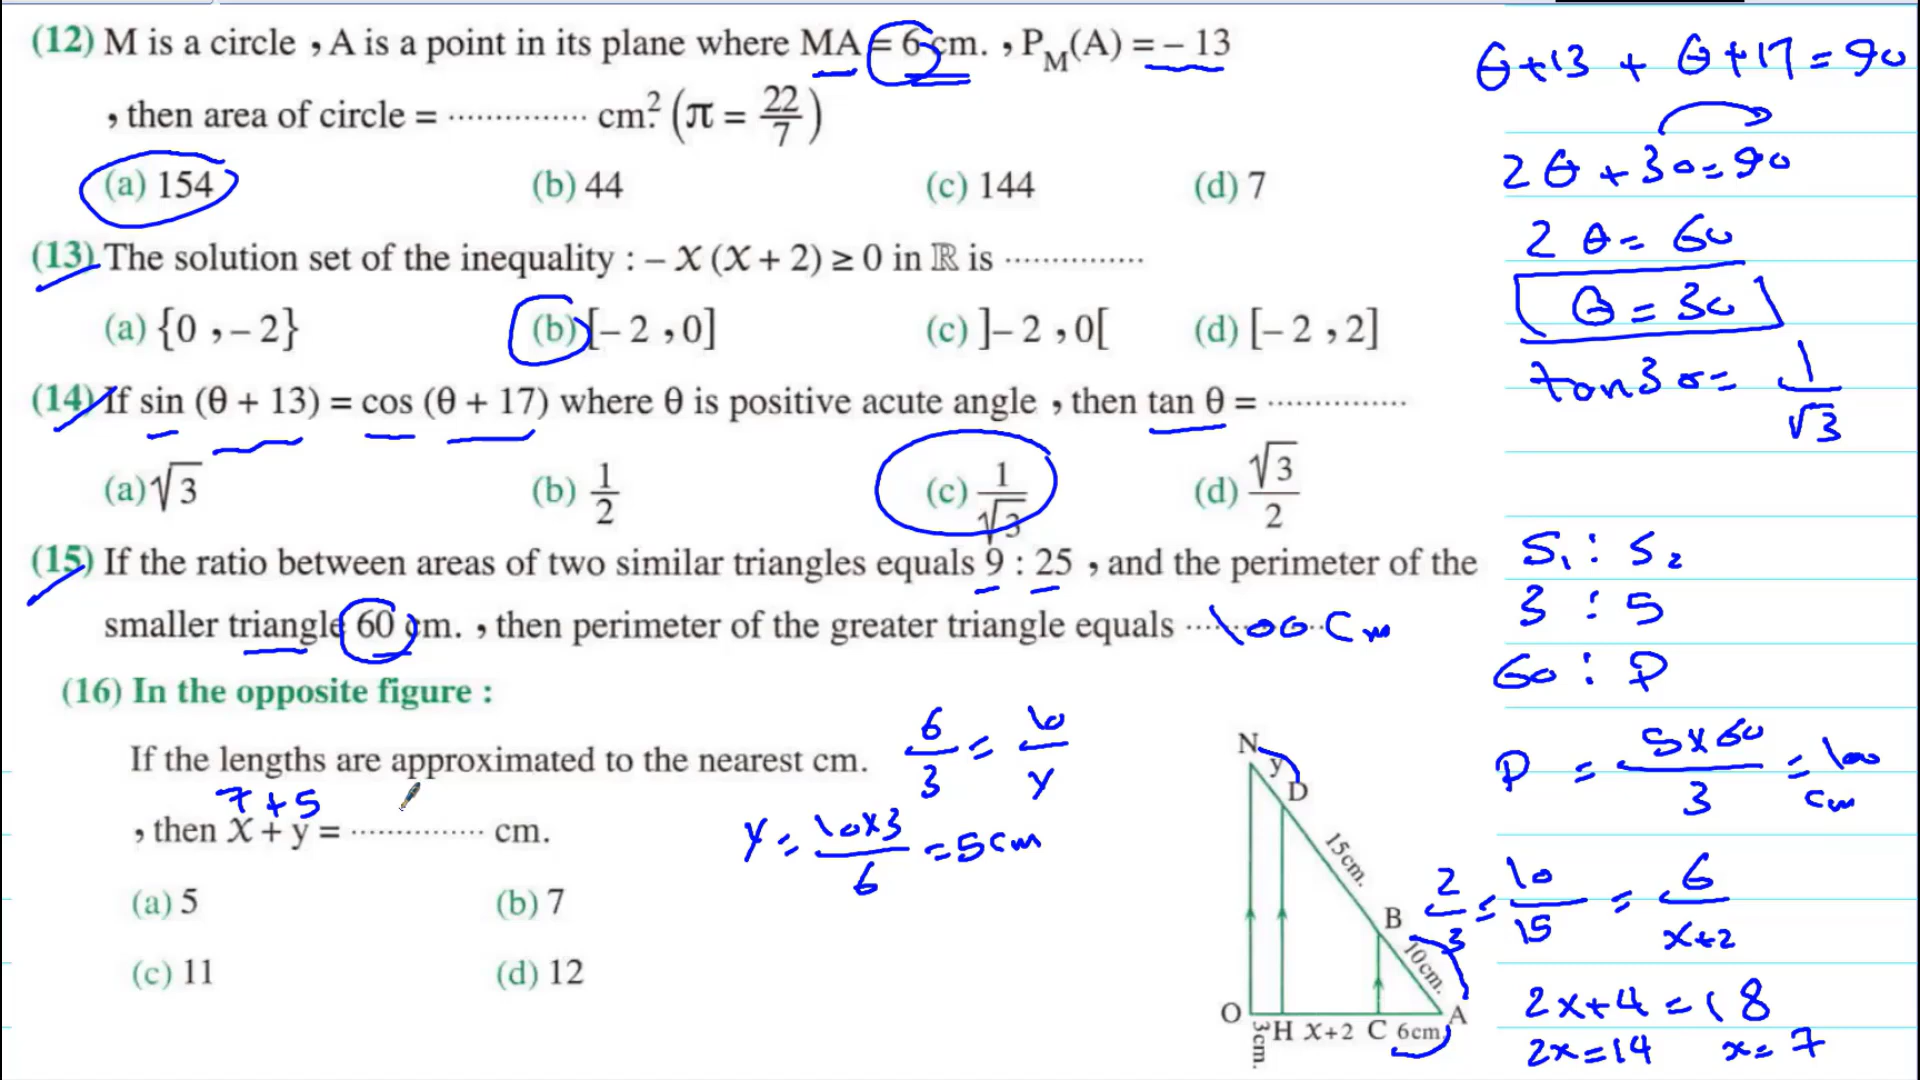 (12) M is a circle , A is a point in its plane where MA = 6 cm. , P_M(A) = – 13
, then area of circle = ··············· cm² (π = 22/7)
(a) 154 (b) 44 (c) 144 (d) 7
(13) The solution set of the inequality : – X (X + 2) ≥ 0 in ℝ is ···············
(a) {0 , – 2} (b) [– 2 , 0] (c) ]– 2 , 0[ (d) [– 2 , 2]
(14) If sin (θ + 13) = cos (θ + 17) where θ is positive acute angle , then tan θ = ···············
(a) √3 (b) 1/2 (c) 1/√3 (d) √3/2
(15) If the ratio between areas of two similar triangles equals 9 : 25 , and the perimeter of the
smaller triangle 60 cm. , then perimeter of the greater triangle equals ··············· 100 cm
(16) In the opposite figure :
If the lengths are approximated to the nearest cm.
7 + 5
, then X + y = ··············· cm.
(a) 5 (b) 7
(c) 11 (d) 12
6/3 = 10/y
y = 10×3/6 = 5 cm
N
y
D
15cm.
B
10cm.
O H X+2 C 6cm. A
3cm.
θ+13 + θ+17 = 90
2θ + 30 = 90
2θ = 60
θ = 30
tan 30 = 1/√3
S₁ : S₂
3 : 5
60 : P
P = 5×60/3 = 100 cm
2/3 = 10/15 = 6/x+2
2x+4 = 18
2x = 14 x = 7